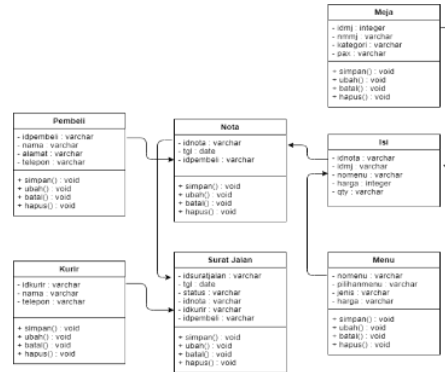 Meja
- idmj : integer
- nmmj : varchar
- kategori : varchar
- pax : varchar
+ simpan() : void
+ ubah() : void
+ batal() : void
+ hapus() : void
Pembeli
- idpembeli : varchar
- nama : varchar
- alamat : varchar
- telepon : varchar
+ simpan() : void
+ ubah() : void
+ batal() : void
+ hapus() : void
Nota
- idnota : varchar
- tgl : date
- idpembeli : varchar
+ simpan() : void
+ ubah() : void
+ batal() : void
+ hapus() : void
Isi
- idnota : varchar
- idmj : varchar
- nomenu : varchar
- harga : integer
- qty : varchar
Kurir
- idkurir : varchar
- nama : varchar
- telepon : varchar
+ simpan() : void
+ ubah() : void
+ batal() : void
+ hapus() : void
Surat Jalan
- idsuratjalan : varchar
- tgl : date
- status : varchar
- idnota : varchar
- idkurir : varchar
- idpembeli : varchar
+ simpan() : void
+ ubah() : void
+ batal() : void
+ hapus() : void
Menu
- nomenu : varchar
- pilihanmenu : varchar
- jenis : varchar
- harga : varchar
+ simpan() : void
+ ubah() : void
+ batal() : void
+ hapus() : void